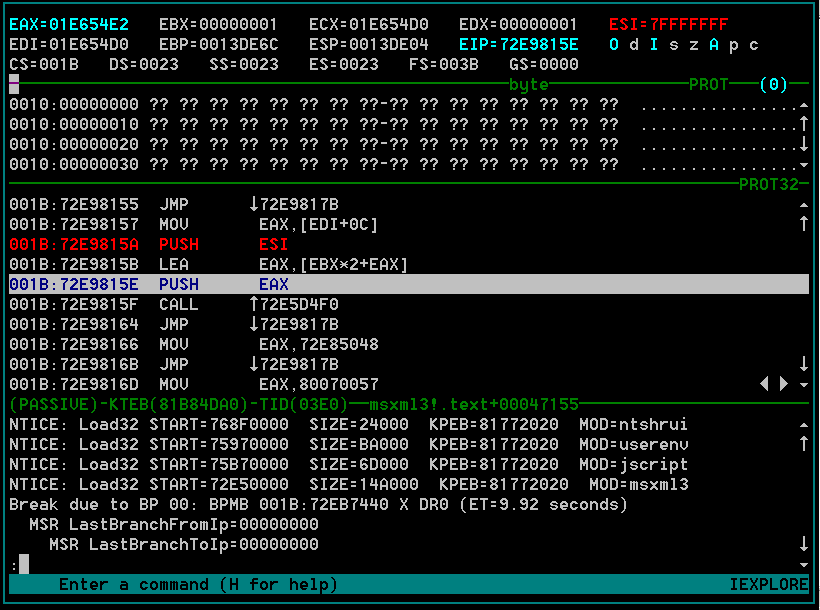 EAX=01E654E2 EBX=00000001 ECX=01E654D0 EDX=00000001 ESI=7FFFFFFF
EDI=01E654D0 EBP=0013DE6C ESP=0013DE04 EIP=72E9815E O d I s z A p c
CS=001B DS=0023 SS=0023 ES=0023 FS=003B GS=0000
byte PROT (0)
0010:00000000 ?? ?? ?? ?? ?? ?? ?? ??-?? ?? ?? ?? ?? ?? ?? ?? ................
0010:00000010 ?? ?? ?? ?? ?? ?? ?? ??-?? ?? ?? ?? ?? ?? ?? ?? ................
0010:00000020 ?? ?? ?? ?? ?? ?? ?? ??-?? ?? ?? ?? ?? ?? ?? ?? ................
0010:00000030 ?? ?? ?? ?? ?? ?? ?? ??-?? ?? ?? ?? ?? ?? ?? ?? ................
PROT32
001B:72E98155 JMP ↓72E9817B
001B:72E98157 MOV EAX,[EDI+0C]
001B:72E9815A PUSH ESI
001B:72E9815B LEA EAX,[EBX*2+EAX]
001B:72E9815E PUSH EAX
001B:72E9815F CALL ↑72E5D4F0
001B:72E98164 JMP ↓72E9817B
001B:72E98166 MOV EAX,72E85048
001B:72E9816B JMP ↓72E9817B
001B:72E9816D MOV EAX,80070057
(PASSIVE)-KTEB(81B84DA0)-TID(03E0)—msxml3!.text+00047155
NTICE: Load32 START=768F0000 SIZE=24000 KPEB=81772020 MOD=ntshrui
NTICE: Load32 START=75970000 SIZE=BA000 KPEB=81772020 MOD=userenv
NTICE: Load32 START=75B70000 SIZE=6D000 KPEB=81772020 MOD=jscript
NTICE: Load32 START=72E50000 SIZE=14A000 KPEB=81772020 MOD=msxml3
Break due to BP 00: BPMB 001B:72EB7440 X DR0 (ET=9.92 seconds)
MSR LastBranchFromIp=00000000
MSR LastBranchToIp=00000000
:
Enter a command (H for help) IEXPLORE